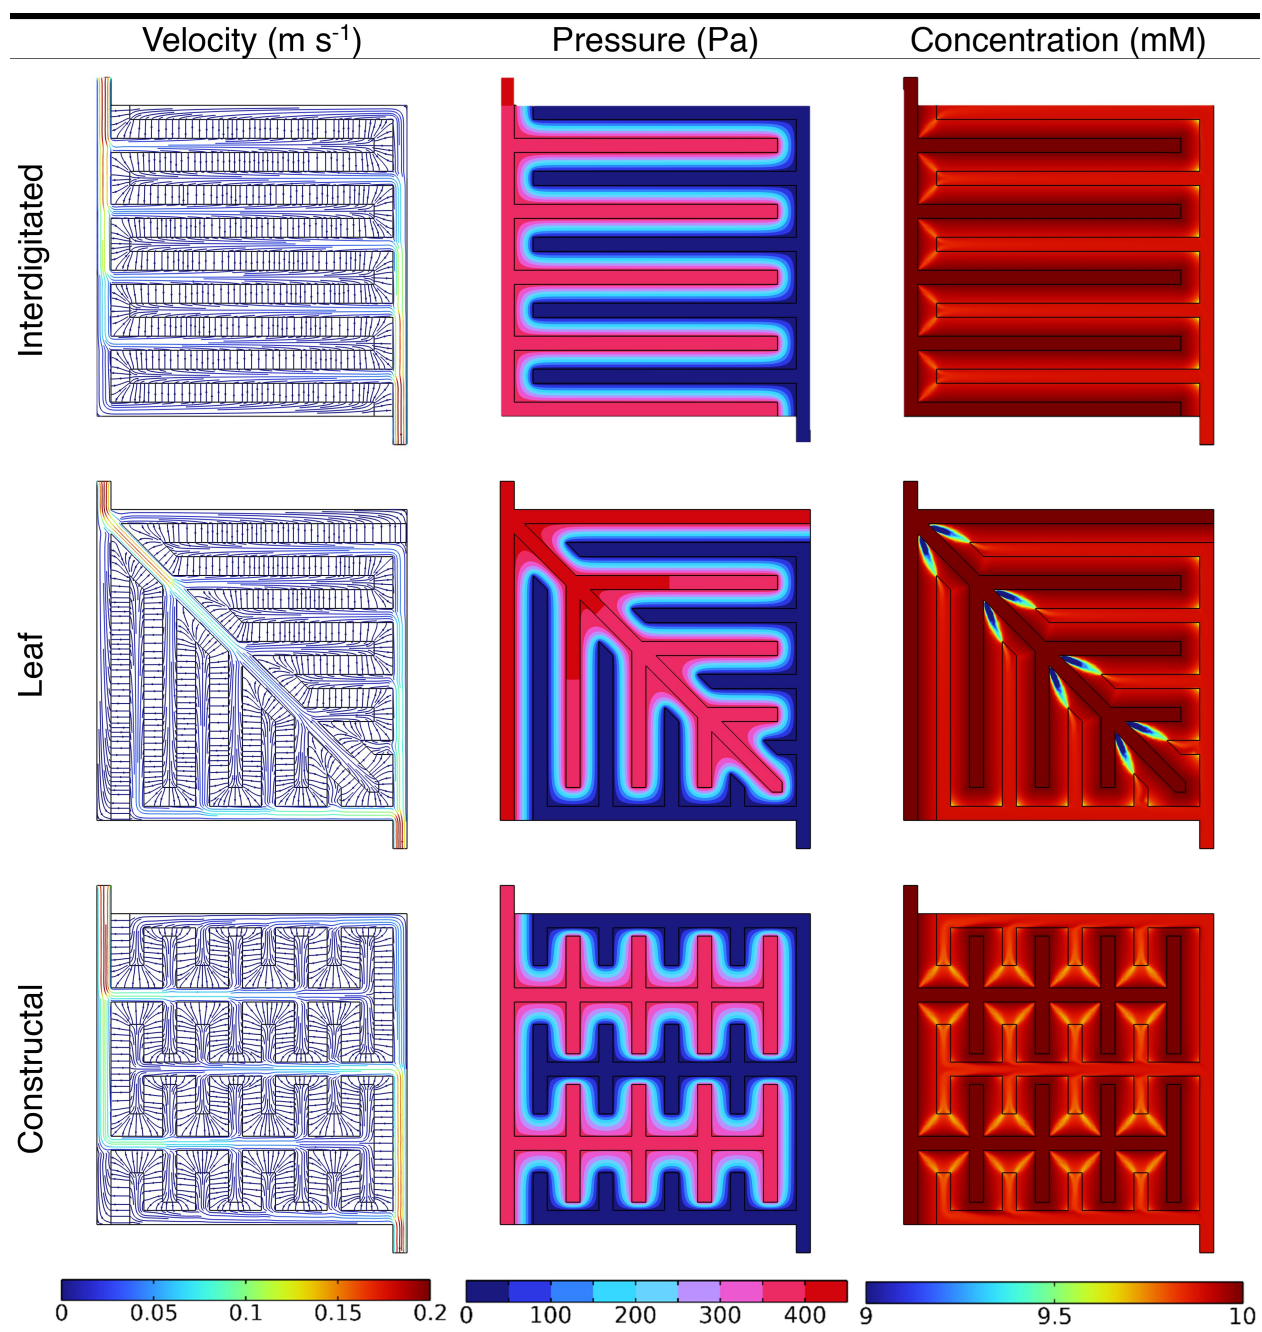 Velocity (m s⁻¹) Pressure (Pa) Concentration (mM)
Interdigitated
Leaf
Constructal
0 0.05 0.1 0.15 0.2
0 100 200 300 400
9 9.5 10